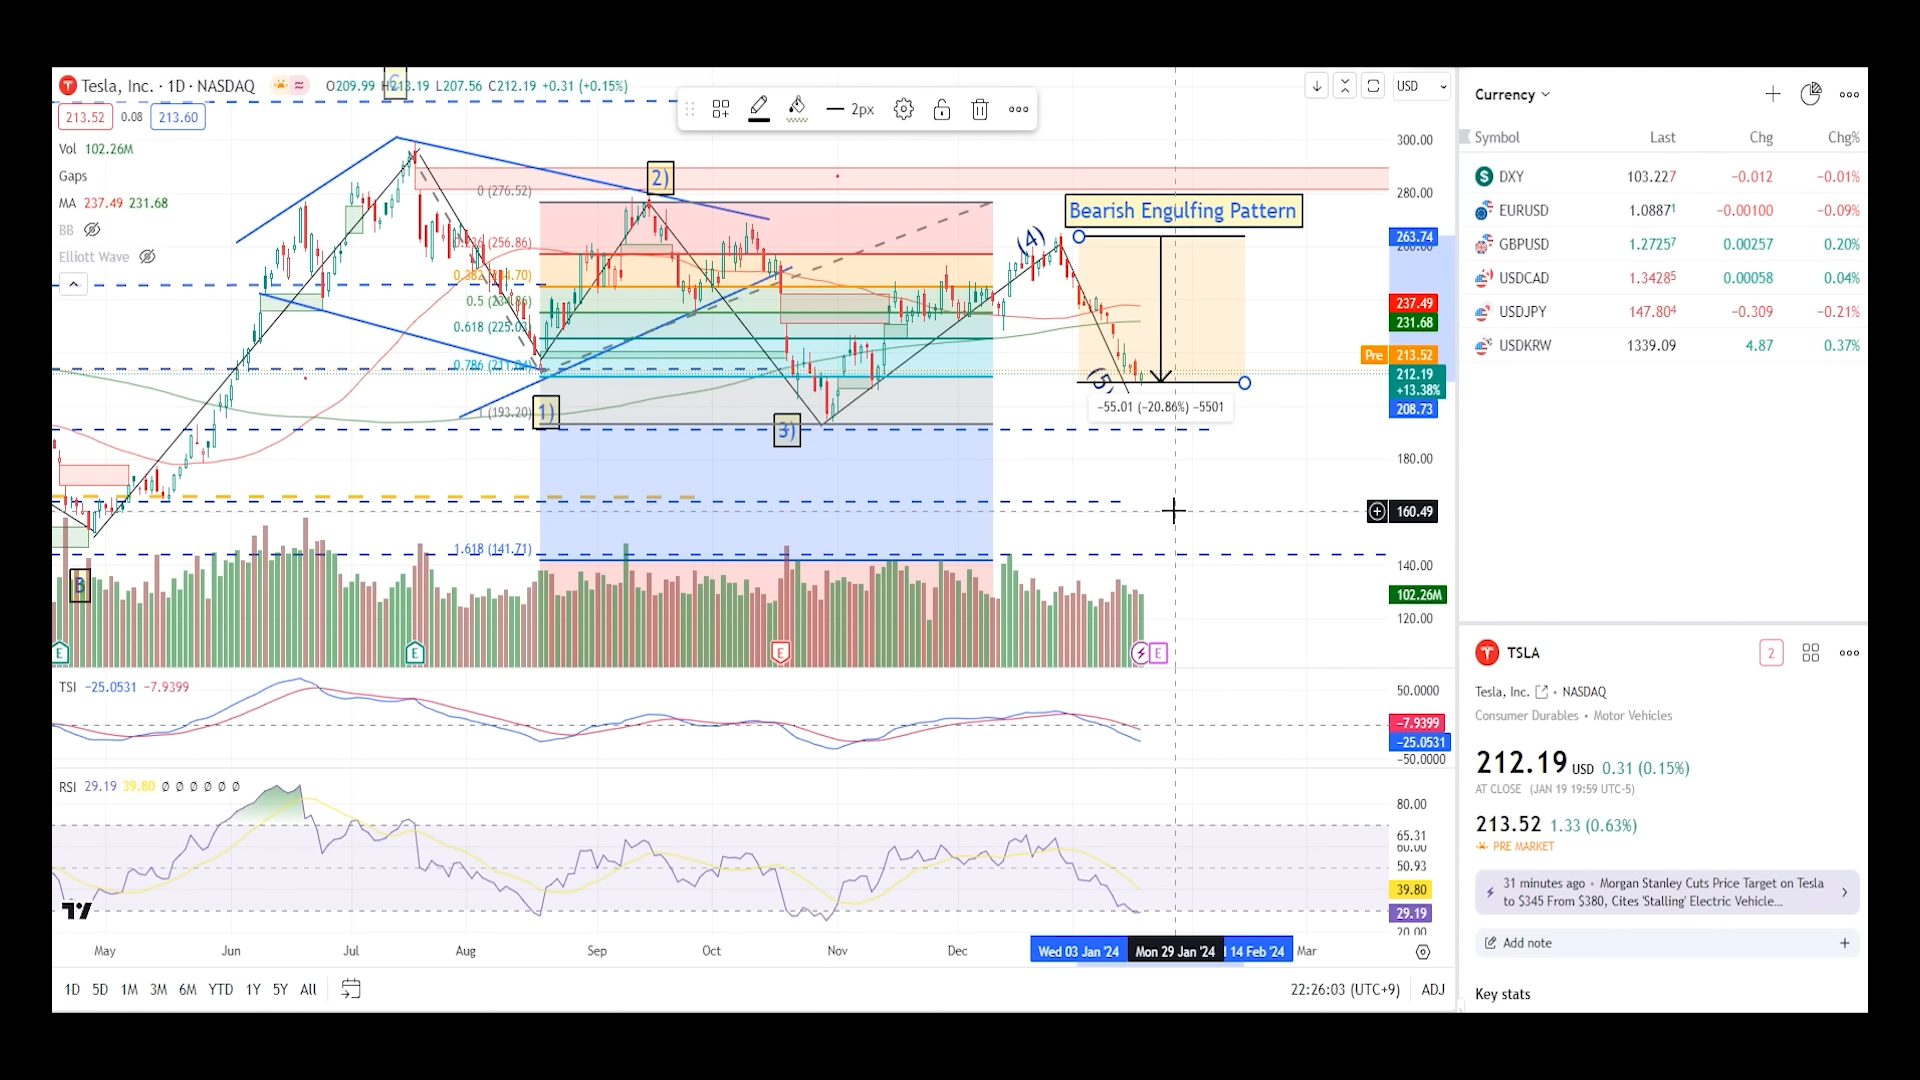 Tesla, Inc. · 1D · NASDAQ O209.99 H213.19 L207.56 C212.19 +0.31 (+0.15%)
213.52 0.08 213.60
Vol 102.26M
Gaps
MA 237.49 231.68
BB
Elliott Wave
2px
USD
Bearish Engulfing Pattern
2)
(4)
1)
3)
(5)
B
0 (276.52)
0.5 (234.86)
0.618 (225.03)
1 (193.20)
1.618 (141.71)
−55.01 (−20.86%) −5501
300.00
280.00
263.74
237.49
231.68
Pre 213.52
212.19
+13.38%
208.73
180.00
160.49
140.00
102.26M
120.00
E
E
E
E
TSI −25.0531 −7.9399
50.0000
−7.9399
−25.0531
−50.0000
RSI 29.19 39.80 Ø Ø Ø Ø Ø Ø
80.00
65.31
50.93
39.80
29.19
20.00
May Jun Jul Aug Sep Oct Nov Dec Wed 03 Jan '24 Mon 29 Jan '24 14 Feb '24 Mar
1D 5D 1M 3M 6M YTD 1Y 5Y All
22:26:03 (UTC+9) ADJ
Currency
Symbol Last Chg Chg%
DXY 103.227 −0.012 −0.01%
EURUSD 1.08871 −0.00100 −0.09%
GBPUSD 1.27257 0.00257 0.20%
USDCAD 1.34285 0.00058 0.04%
USDJPY 147.804 −0.309 −0.21%
USDKRW 1339.09 4.87 0.37%
TSLA
2
Tesla, Inc. • NASDAQ
Consumer Durables • Motor Vehicles
212.19 USD 0.31 (0.15%)
AT CLOSE (JAN 19 19:59 UTC-5)
213.52 1.33 (0.63%)
PRE MARKET
31 minutes ago • Morgan Stanley Cuts Price Target on Tesla
to $345 From $380, Cites 'Stalling' Electric Vehicle...
Add note
Key stats